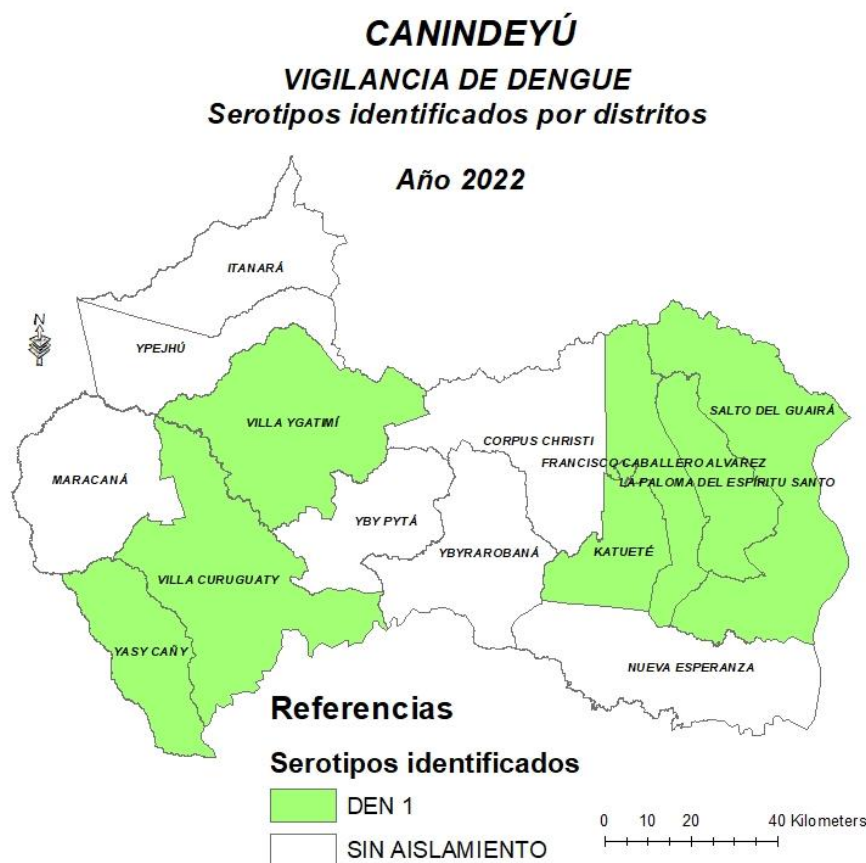 CANINDEYÚ
VIGILANCIA DE DENGUE
Serotipos identificados por distritos
Año 2022
ITANARÁ
N
YPEJHÚ
VILLA YGATIMÍ
SALTO DEL GUAIRÁ
CORPUS CHRISTI
FRANCISCO CABALLERO ALVAREZ
MARACANÁ
LA PALOMA DEL ESPÍRITU SANTO
YBY PYTÁ
YBYRAROBANÁ
KATUETÉ
VILLA CURUGUATY
YASY CAÑY
NUEVA ESPERANZA
Referencias
Serotipos identificados
DEN 1
SIN AISLAMIENTO
0 10 20 40 Kilometers